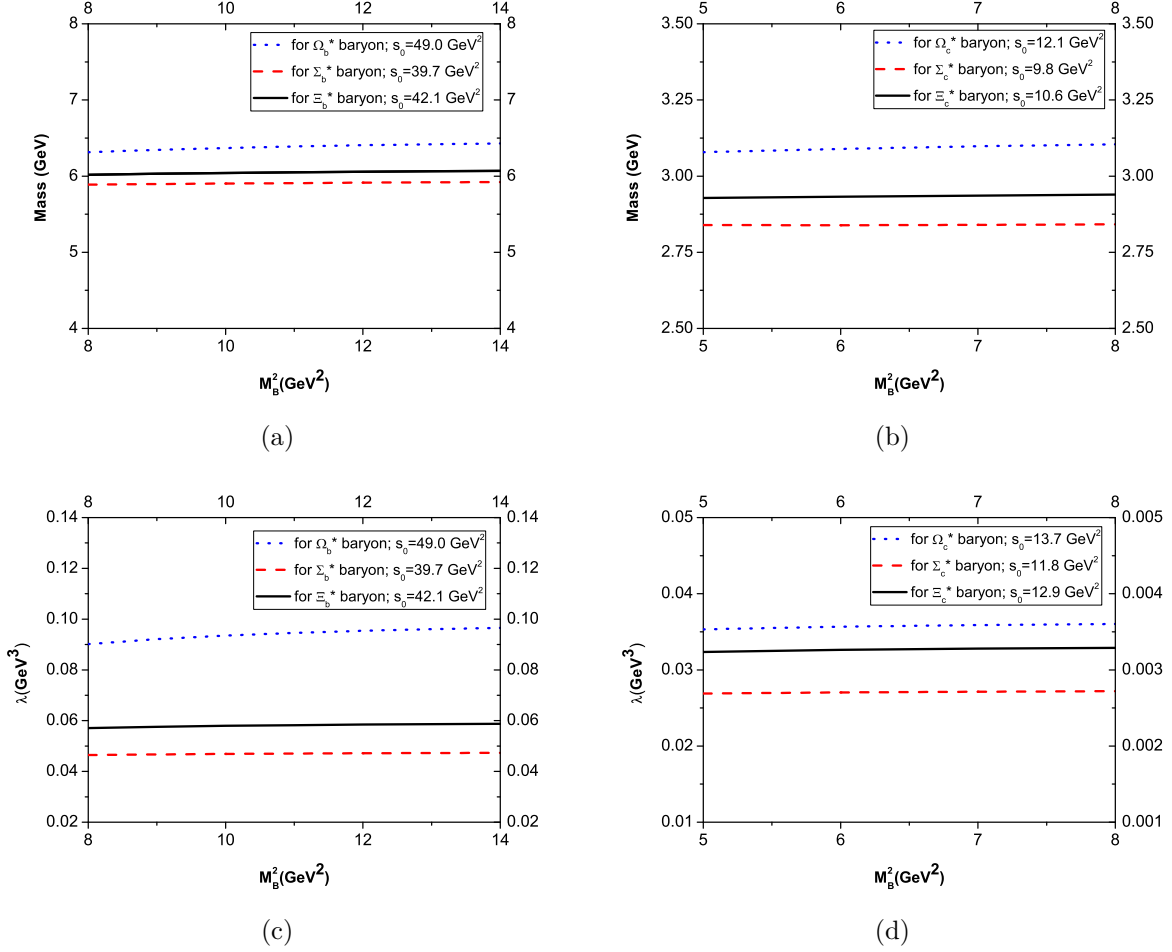 8 10 12 14
8 8
for Ω_b* baryon; s_0=49.0 GeV^2
for Σ_b* baryon; s_0=39.7 GeV^2
for Ξ_b* baryon; s_0=42.1 GeV^2
7 7
Mass (GeV)
6 6
5 5
4 4
8 10 12 14
M_B^2(GeV^2)
(a)
5 6 7 8
3.50 3.50
for Ω_c* baryon; s_0=12.1 GeV^2
for Σ_c* baryon; s_0=9.8 GeV^2
for Ξ_c* baryon; s_0=10.6 GeV^2
3.25 3.25
Mass (GeV)
3.00 3.00
2.75 2.75
2.50 2.50
5 6 7 8
M_B^2(GeV^2)
(b)
8 10 12 14
0.14 0.14
for Ω_b* baryon; s_0=49.0 GeV^2
for Σ_b* baryon; s_0=39.7 GeV^2
for Ξ_b* baryon; s_0=42.1 GeV^2
0.12 0.12
0.10 0.10
λ(GeV^3)
0.08 0.08
0.06 0.06
0.04 0.04
0.02 0.02
8 10 12 14
M_B^2(GeV^2)
(c)
5 6 7 8
0.05 0.005
for Ω_c* baryon; s_0=13.7 GeV^2
for Σ_c* baryon; s_0=11.8 GeV^2
for Ξ_c* baryon; s_0=12.9 GeV^2
0.04 0.004
λ(GeV^3)
0.03 0.003
0.02 0.002
0.01 0.001
5 6 7 8
M_B^2(GeV^2)
(d)